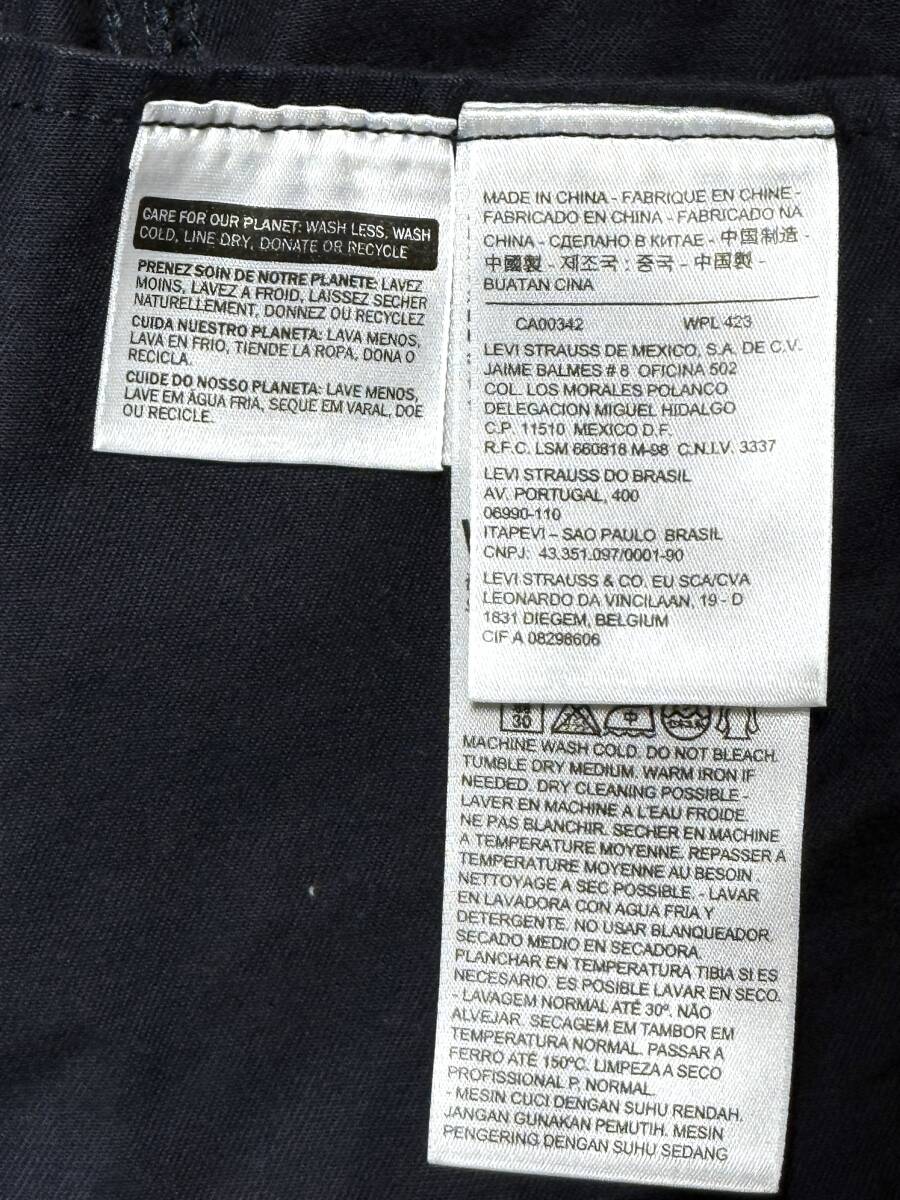 CARE FOR OUR PLANET: WASH LESS, WASH
COLD, LINE DRY, DONATE OR RECYCLE
PRENEZ SOIN DE NOTRE PLANETE: LAVEZ
MOINS, LAVEZ A FROID, LAISSEZ SECHER
NATURELLEMENT, DONNEZ OU RECYCLEZ
CUIDA NUESTRO PLANETA: LAVA MENOS,
LAVA EN FRIO, TIENDE LA ROPA, DONA O
RECICLA.
CUIDE DO NOSSO PLANETA: LAVE MENOS,
LAVE EM ÁGUA FRIA, SEQUE EM VARAL, DOE
OU RECICLE.
MADE IN CHINA - FABRIQUE EN CHINE -
FABRICADO EN CHINA - FABRICADO NA
CHINA - СДЕЛАНО В КИТАЕ - 中国制造 -
中國製 - 제조국 : 중국 - 中国製 -
BUATAN CINA
CA00342 WPL 423
LEVI STRAUSS DE MEXICO, S.A. DE C.V.
JAIME BALMES # 8 OFICINA 502
COL. LOS MORALES POLANCO
DELEGACION MIGUEL HIDALGO
C.P. 11510 MEXICO D.F.
R.F.C. LSM 660818 M-98 C.N.I.V. 3337
LEVI STRAUSS DO BRASIL
AV. PORTUGAL, 400
06990-110
ITAPEVI – SAO PAULO BRASIL
CNPJ: 43.351.097/0001-90
LEVI STRAUSS & CO. EU SCA/CVA
LEONARDO DA VINCILAAN, 19 - D
1831 DIEGEM, BELGIUM
CIF A 08298606
30 中
MACHINE WASH COLD. DO NOT BLEACH.
TUMBLE DRY MEDIUM. WARM IRON IF
NEEDED. DRY CLEANING POSSIBLE -
LAVER EN MACHINE A L'EAU FROIDE.
NE PAS BLANCHIR. SECHER EN MACHINE
A TEMPERATURE MOYENNE. REPASSER A
TEMPERATURE MOYENNE AU BESOIN
NETTOYAGE A SEC POSSIBLE. - LAVAR
EN LAVADORA CON AGUA FRIA Y
DETERGENTE. NO USAR BLANQUEADOR.
SECADO MEDIO EN SECADORA.
PLANCHAR EN TEMPERATURA TIBIA SI ES
NECESARIO. ES POSIBLE LAVAR EN SECO.
- LAVAGEM NORMAL ATÉ 30º. NÃO
ALVEJAR. SECAGEM EM TAMBOR EM
TEMPERATURA NORMAL. PASSAR A
FERRO ATÉ 150ºC. LIMPEZA A SECO
PROFISSIONAL P. NORMAL.
- MESIN CUCI DENGAN SUHU RENDAH.
JANGAN GUNAKAN PEMUTIH. MESIN
PENGERING DENGAN SUHU SEDANG